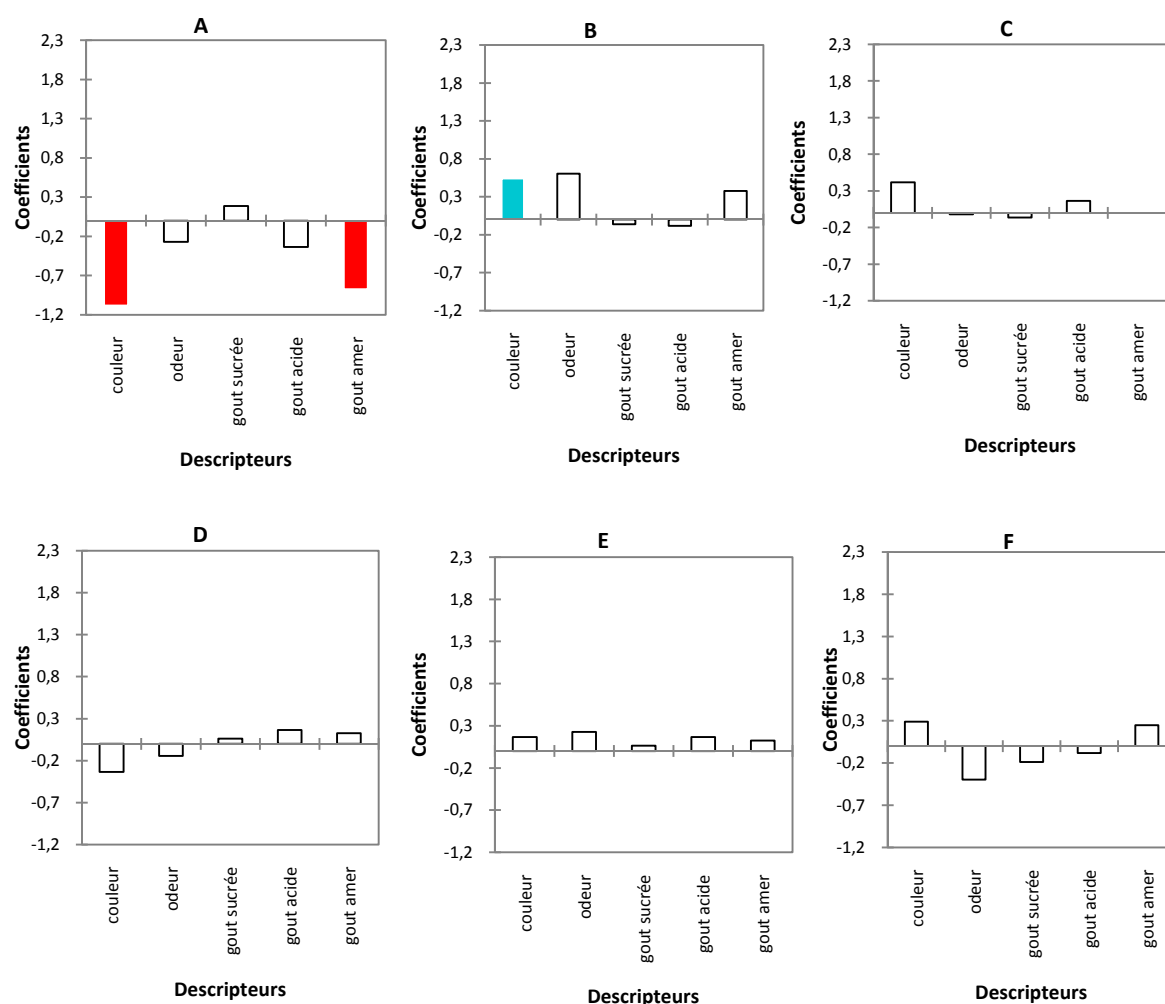 A
2,3
1,8
1,3
0,8
0,3
-0,2
-0,7
-1,2
Coefficients
couleur
odeur
gout sucrée
gout acide
gout amer
Descripteurs
B
2,3
1,8
1,3
0,8
0,3
-0,2
-0,7
-1,2
Coefficients
couleur
odeur
gout sucrée
gout acide
gout amer
Descripteurs
C
2,3
1,8
1,3
0,8
0,3
-0,2
-0,7
-1,2
Coefficients
couleur
odeur
gout sucrée
gout acide
gout amer
Descripteurs
D
2,3
1,8
1,3
0,8
0,3
-0,2
-0,7
-1,2
Coefficients
couleur
odeur
gout sucrée
gout acide
gout amer
Descripteurs
E
2,3
1,8
1,3
0,8
0,3
-0,2
-0,7
-1,2
Coefficients
couleur
odeur
gout sucrée
gout acide
gout amer
Descripteurs
F
2,3
1,8
1,3
0,8
0,3
-0,2
-0,7
-1,2
Coefficients
couleur
odeur
gout sucrée
gout acide
gout amer
Descripteurs